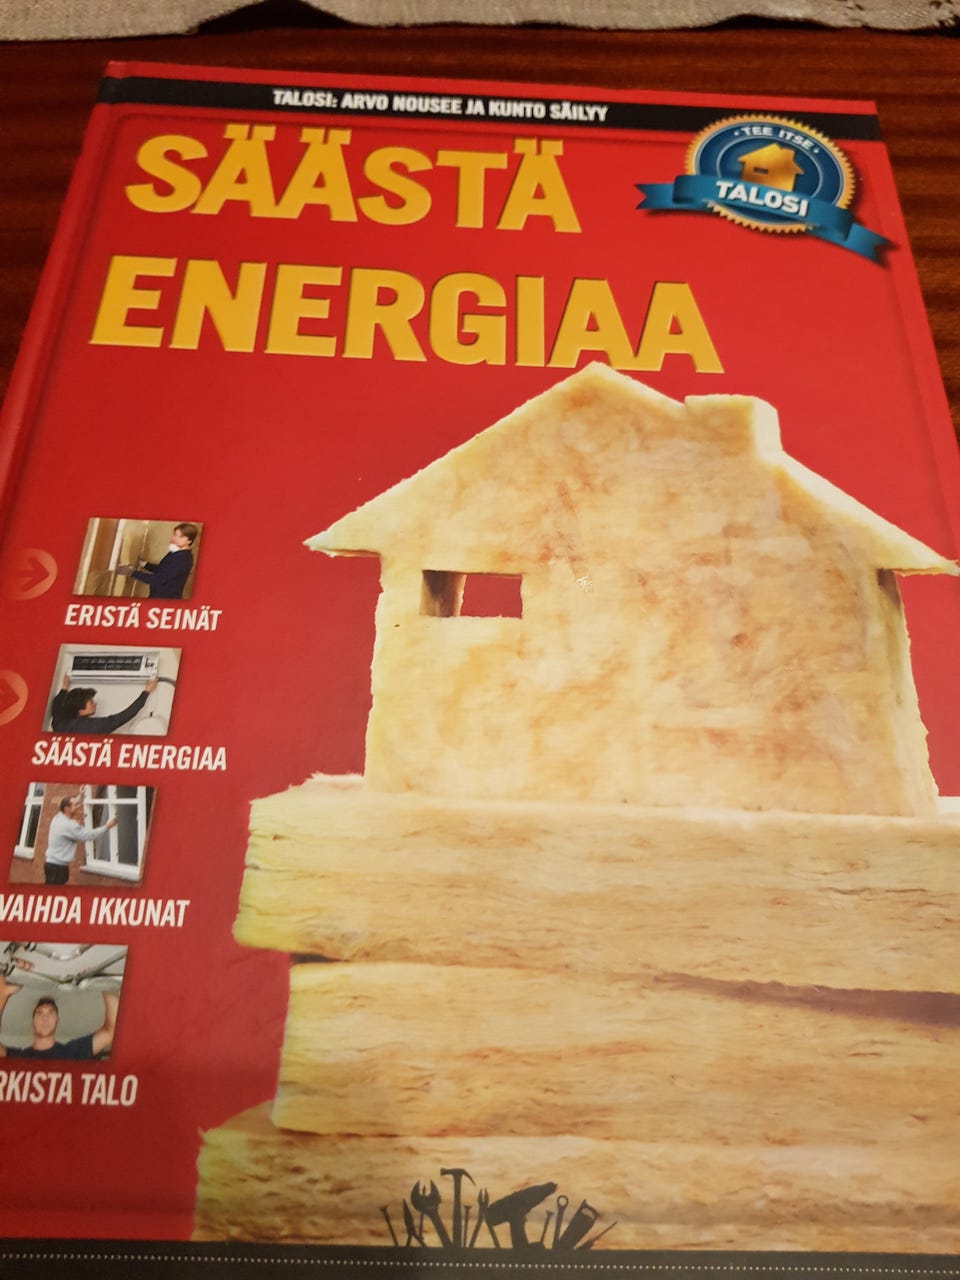 TALOSI: ARVO NOUSEE JA KUNTO SÄILYY
SÄÄSTÄ
ENERGIAA
· TEE ITSE ·
TALOSI
ERISTÄ SEINÄT
SÄÄSTÄ ENERGIAA
VAIHDA IKKUNAT
RKISTA TALO